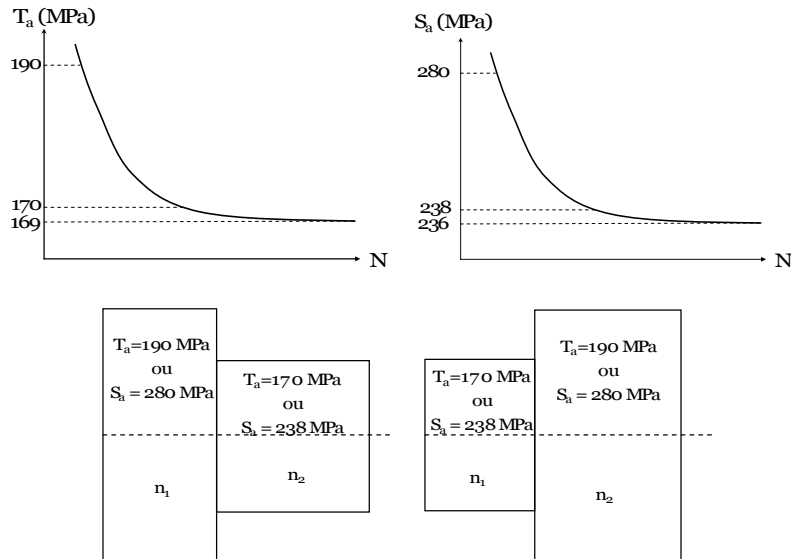 Tₐ (MPa)
190
170
169
N
Sₐ (MPa)
280
238
236
N
Tₐ=190 MPa
ou
Sₐ = 280 MPa
n₁
Tₐ=170 MPa
ou
Sₐ = 238 MPa
n₂
Tₐ=170 MPa
ou
Sₐ = 238 MPa
n₁
Tₐ=190 MPa
ou
Sₐ = 280 MPa
n₂